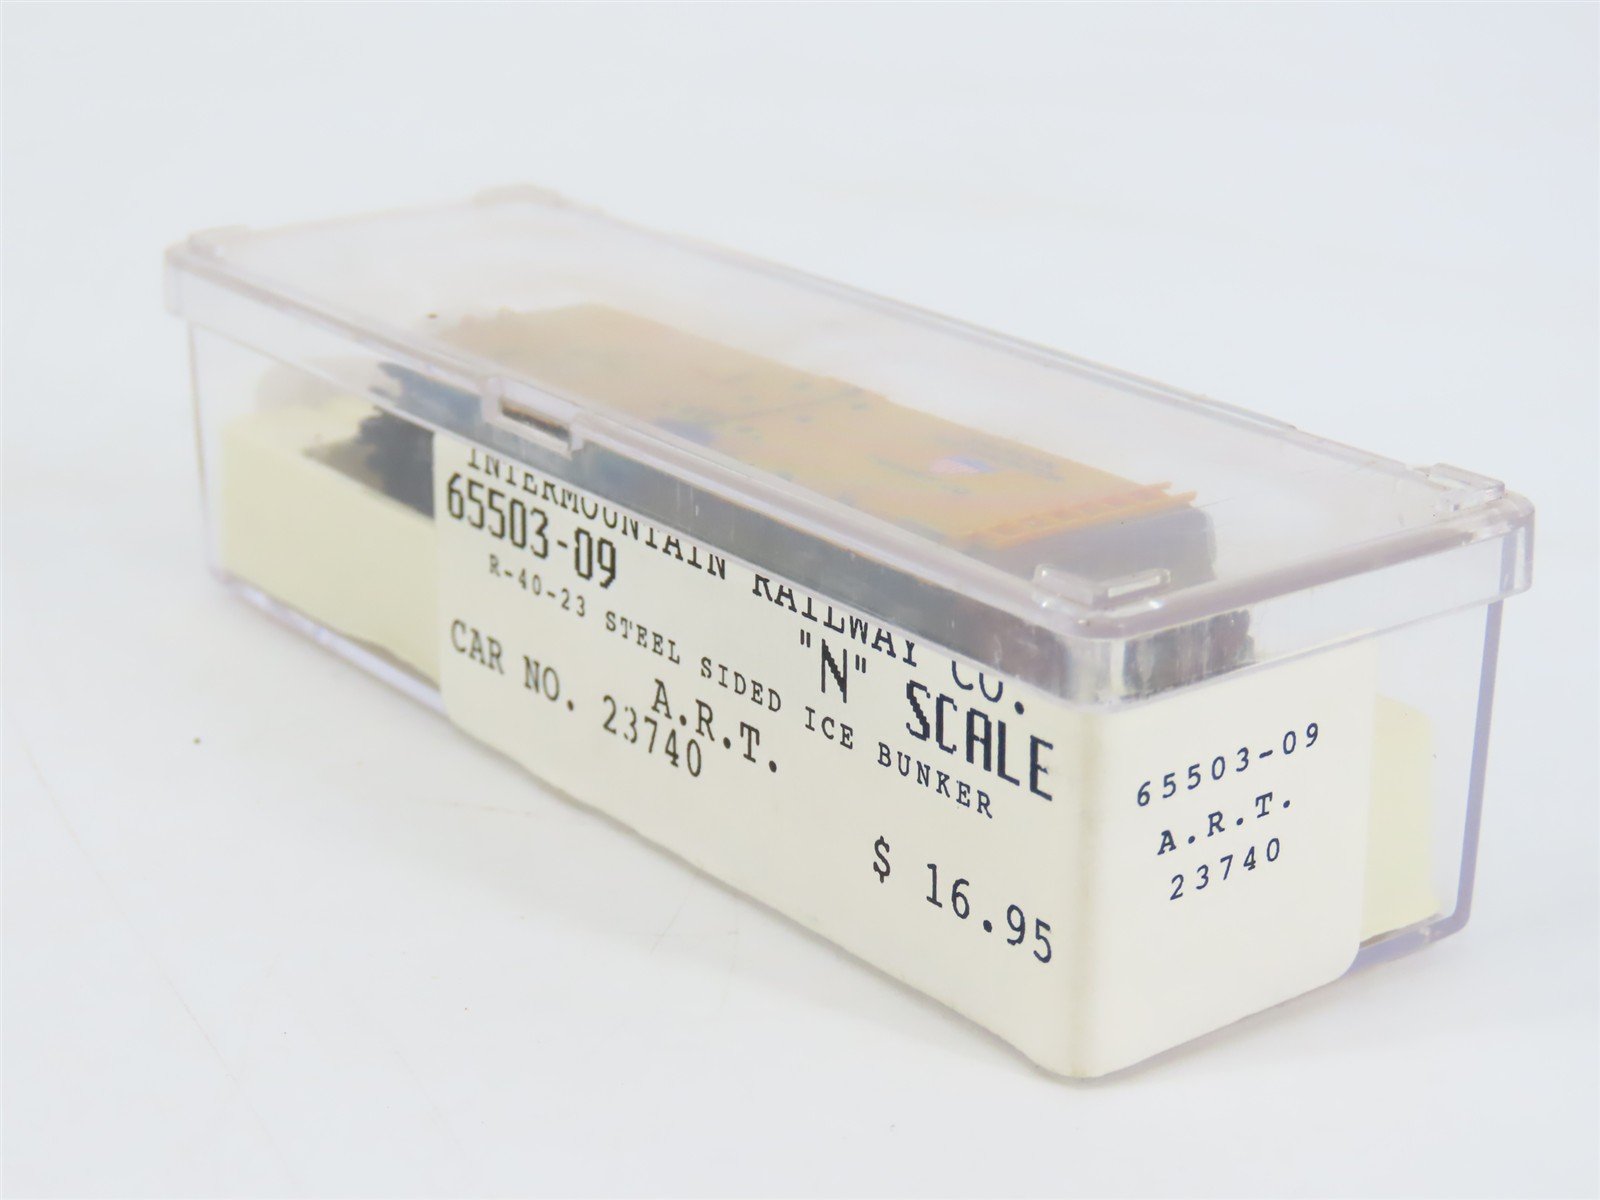 INTERMOUNTAIN RAILWAY CO.
65503-09 "N" SCALE
R-40-23 STEEL SIDED ICE BUNKER
A.R.T.
CAR NO. 23740
$ 16.95
65503-09
A.R.T.
23740